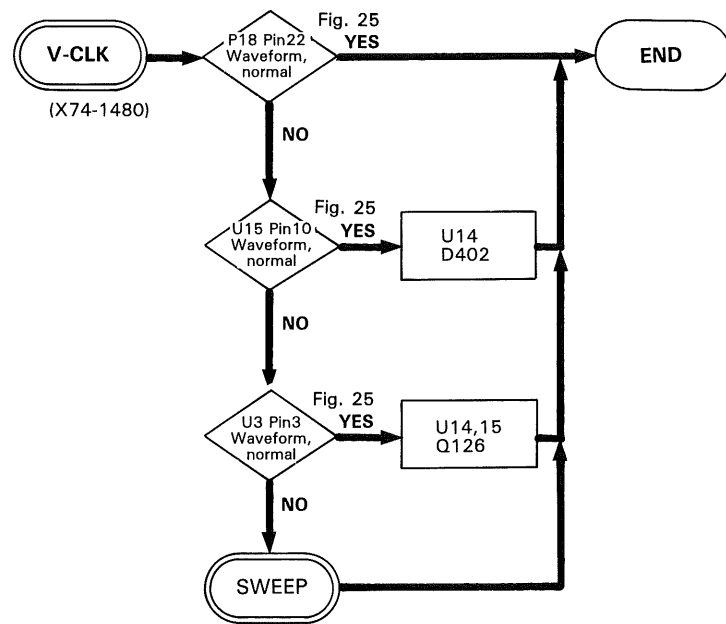 V-CLK
(X74-1480)
P18 Pin22
Waveform,
normal
Fig. 25
YES
END
NO
U15 Pin10
Waveform,
normal
Fig. 25
YES
U14
D402
NO
U3 Pin3
Waveform,
normal
Fig. 25
YES
U14,15
Q126
NO
SWEEP